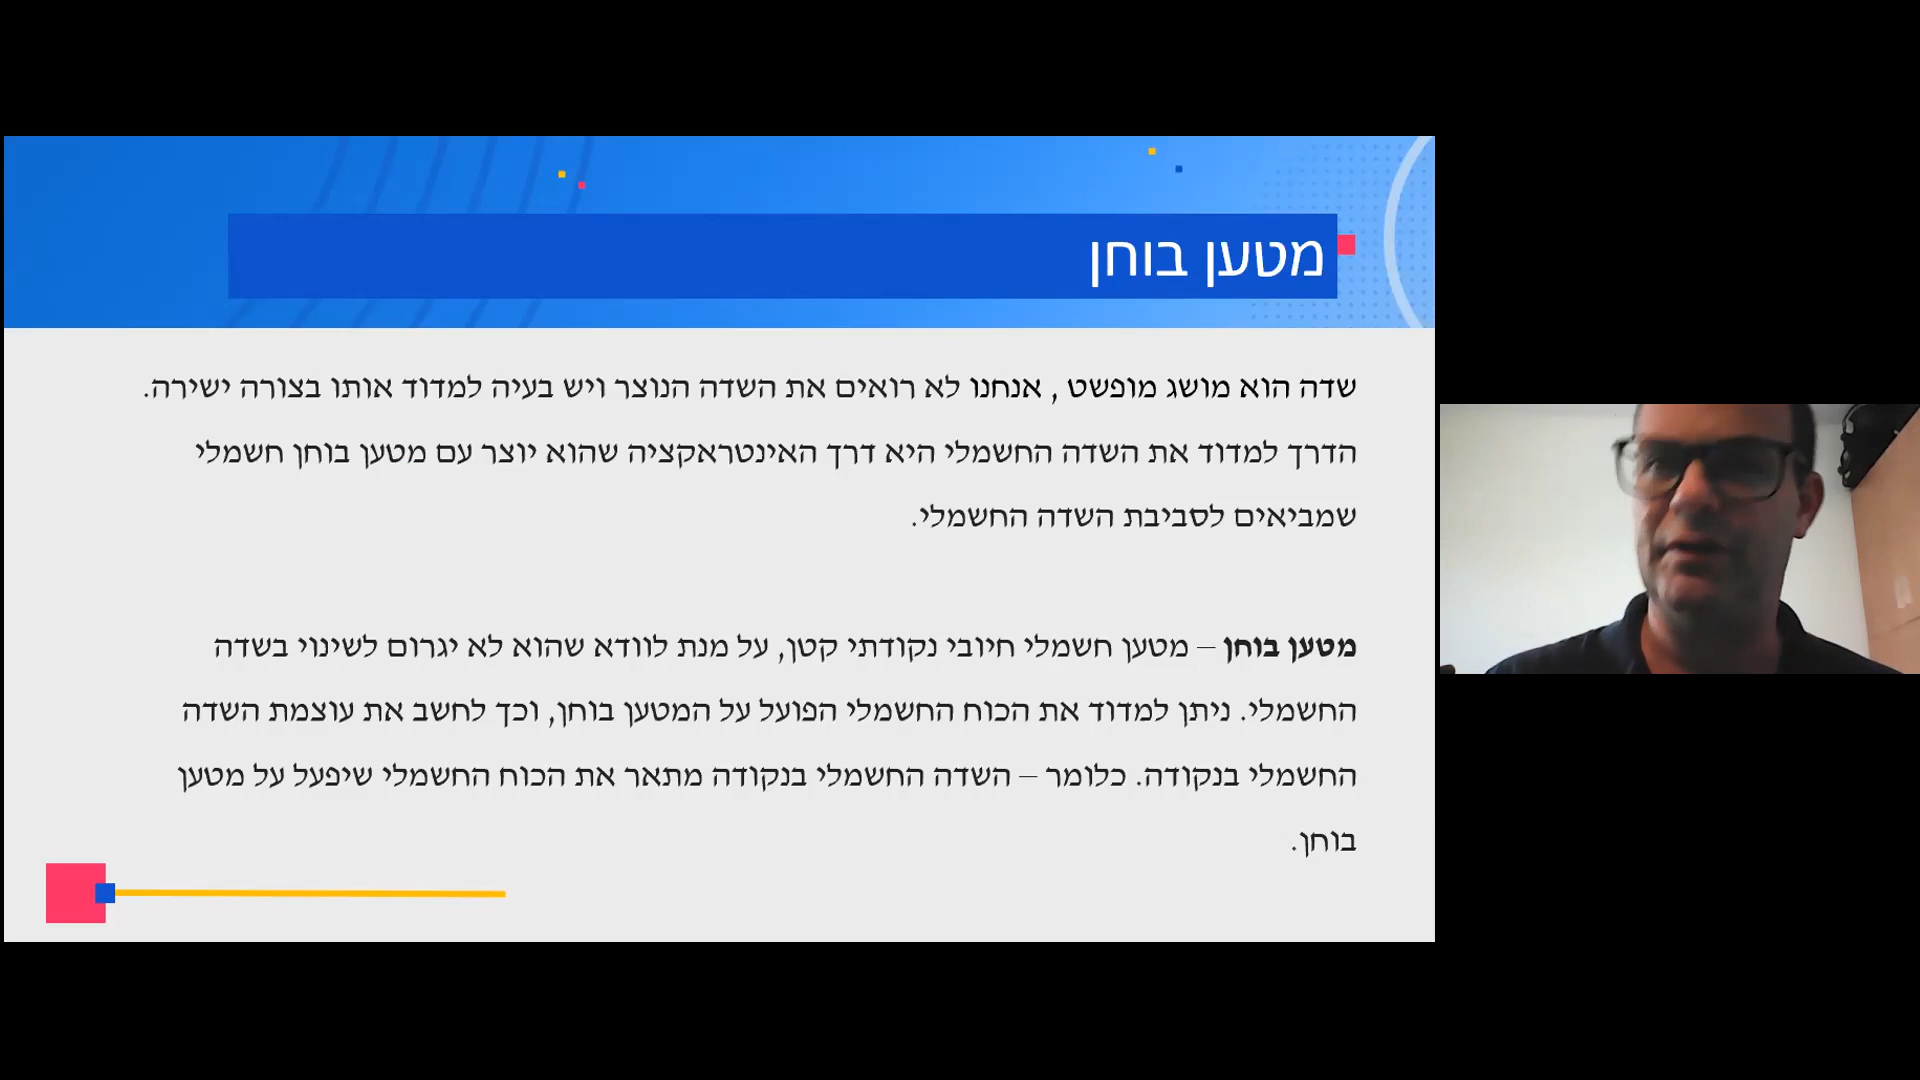 מטען בוחן
שדה הוא מושג מופשט , אנחנו לא רואים את השדה הנוצר ויש בעיה למדוד אותו בצורה ישירה.
הדרך למדוד את השדה החשמלי היא דרך האינטראקציה שהוא יוצר עם מטען בוחן חשמלי
שמביאים לסביבת השדה החשמלי.
מטען בוחן – מטען חשמלי חיובי נקודתי קטן, על מנת לוודא שהוא לא יגרום לשינוי בשדה
החשמלי. ניתן למדוד את הכוח החשמלי הפועל על המטען בוחן, וכך לחשב את עוצמת השדה
החשמלי בנקודה. כלומר – השדה החשמלי בנקודה מתאר את הכוח החשמלי שיפעל על מטען
בוחן.